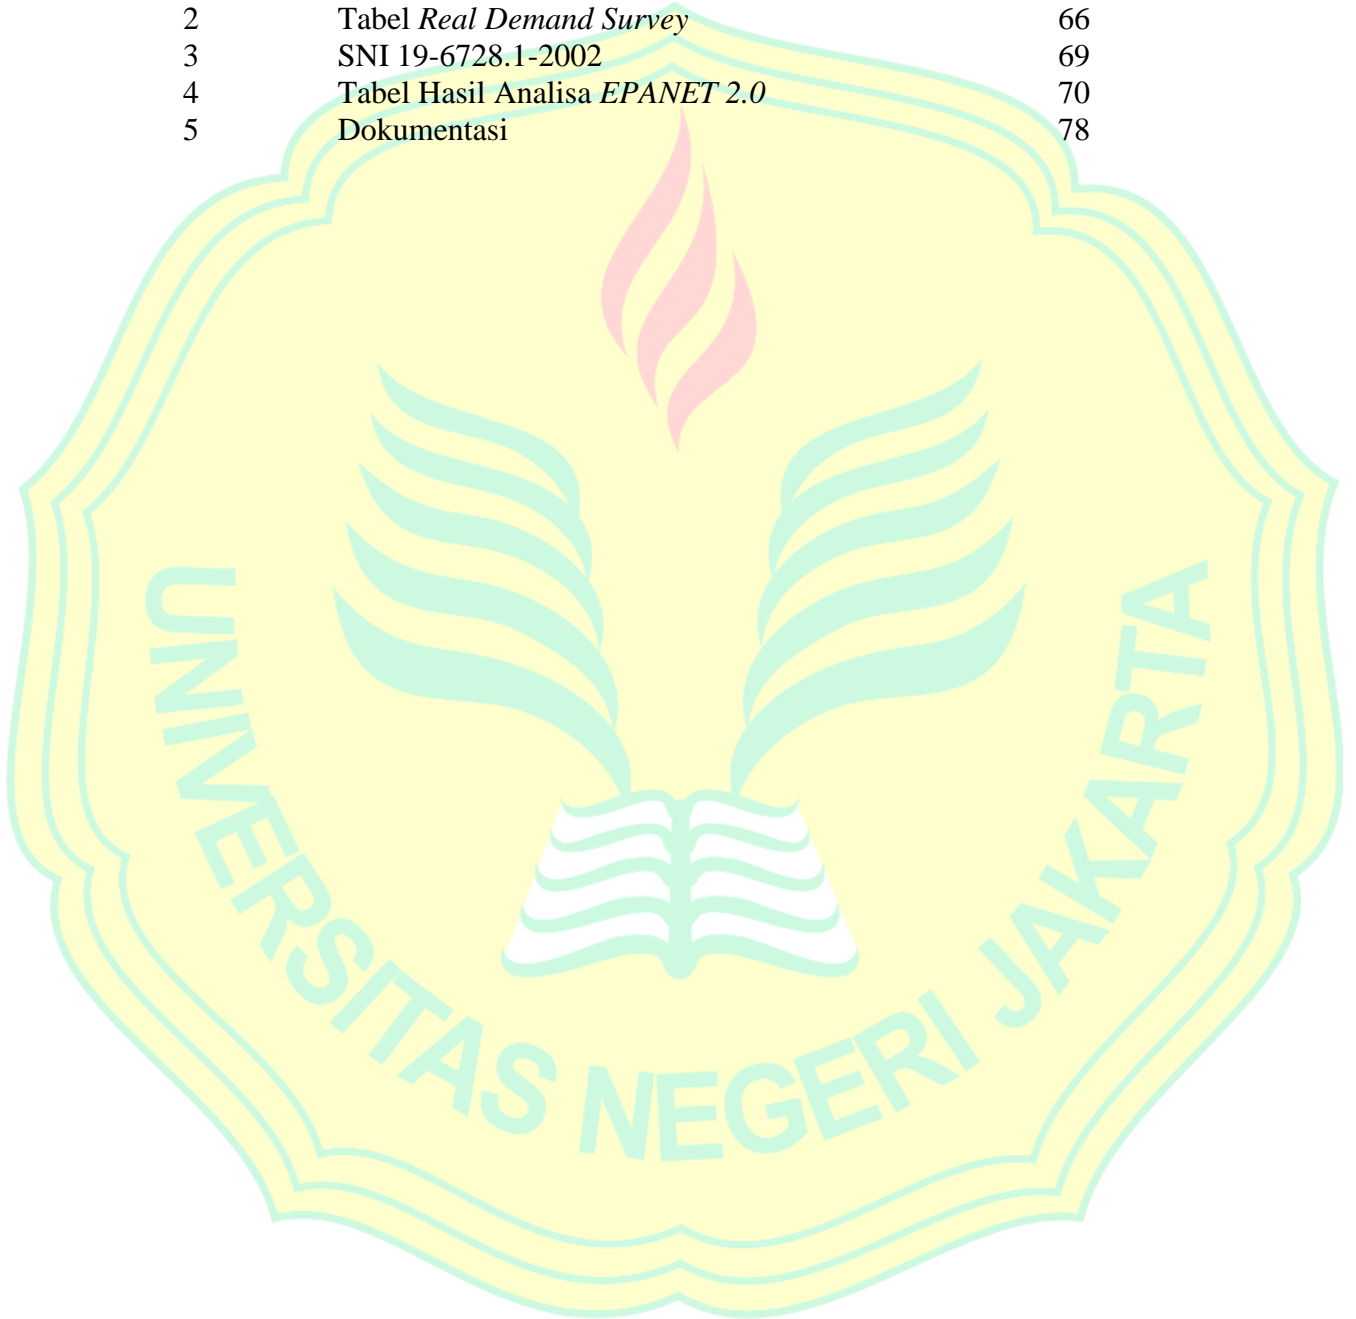 2 Tabel Real Demand Survey 66
3 SNI 19-6728.1-2002 69
4 Tabel Hasil Analisa EPANET 2.0 70
5 Dokumentasi 78
UNIVERSITAS NEGERI JAKARTA